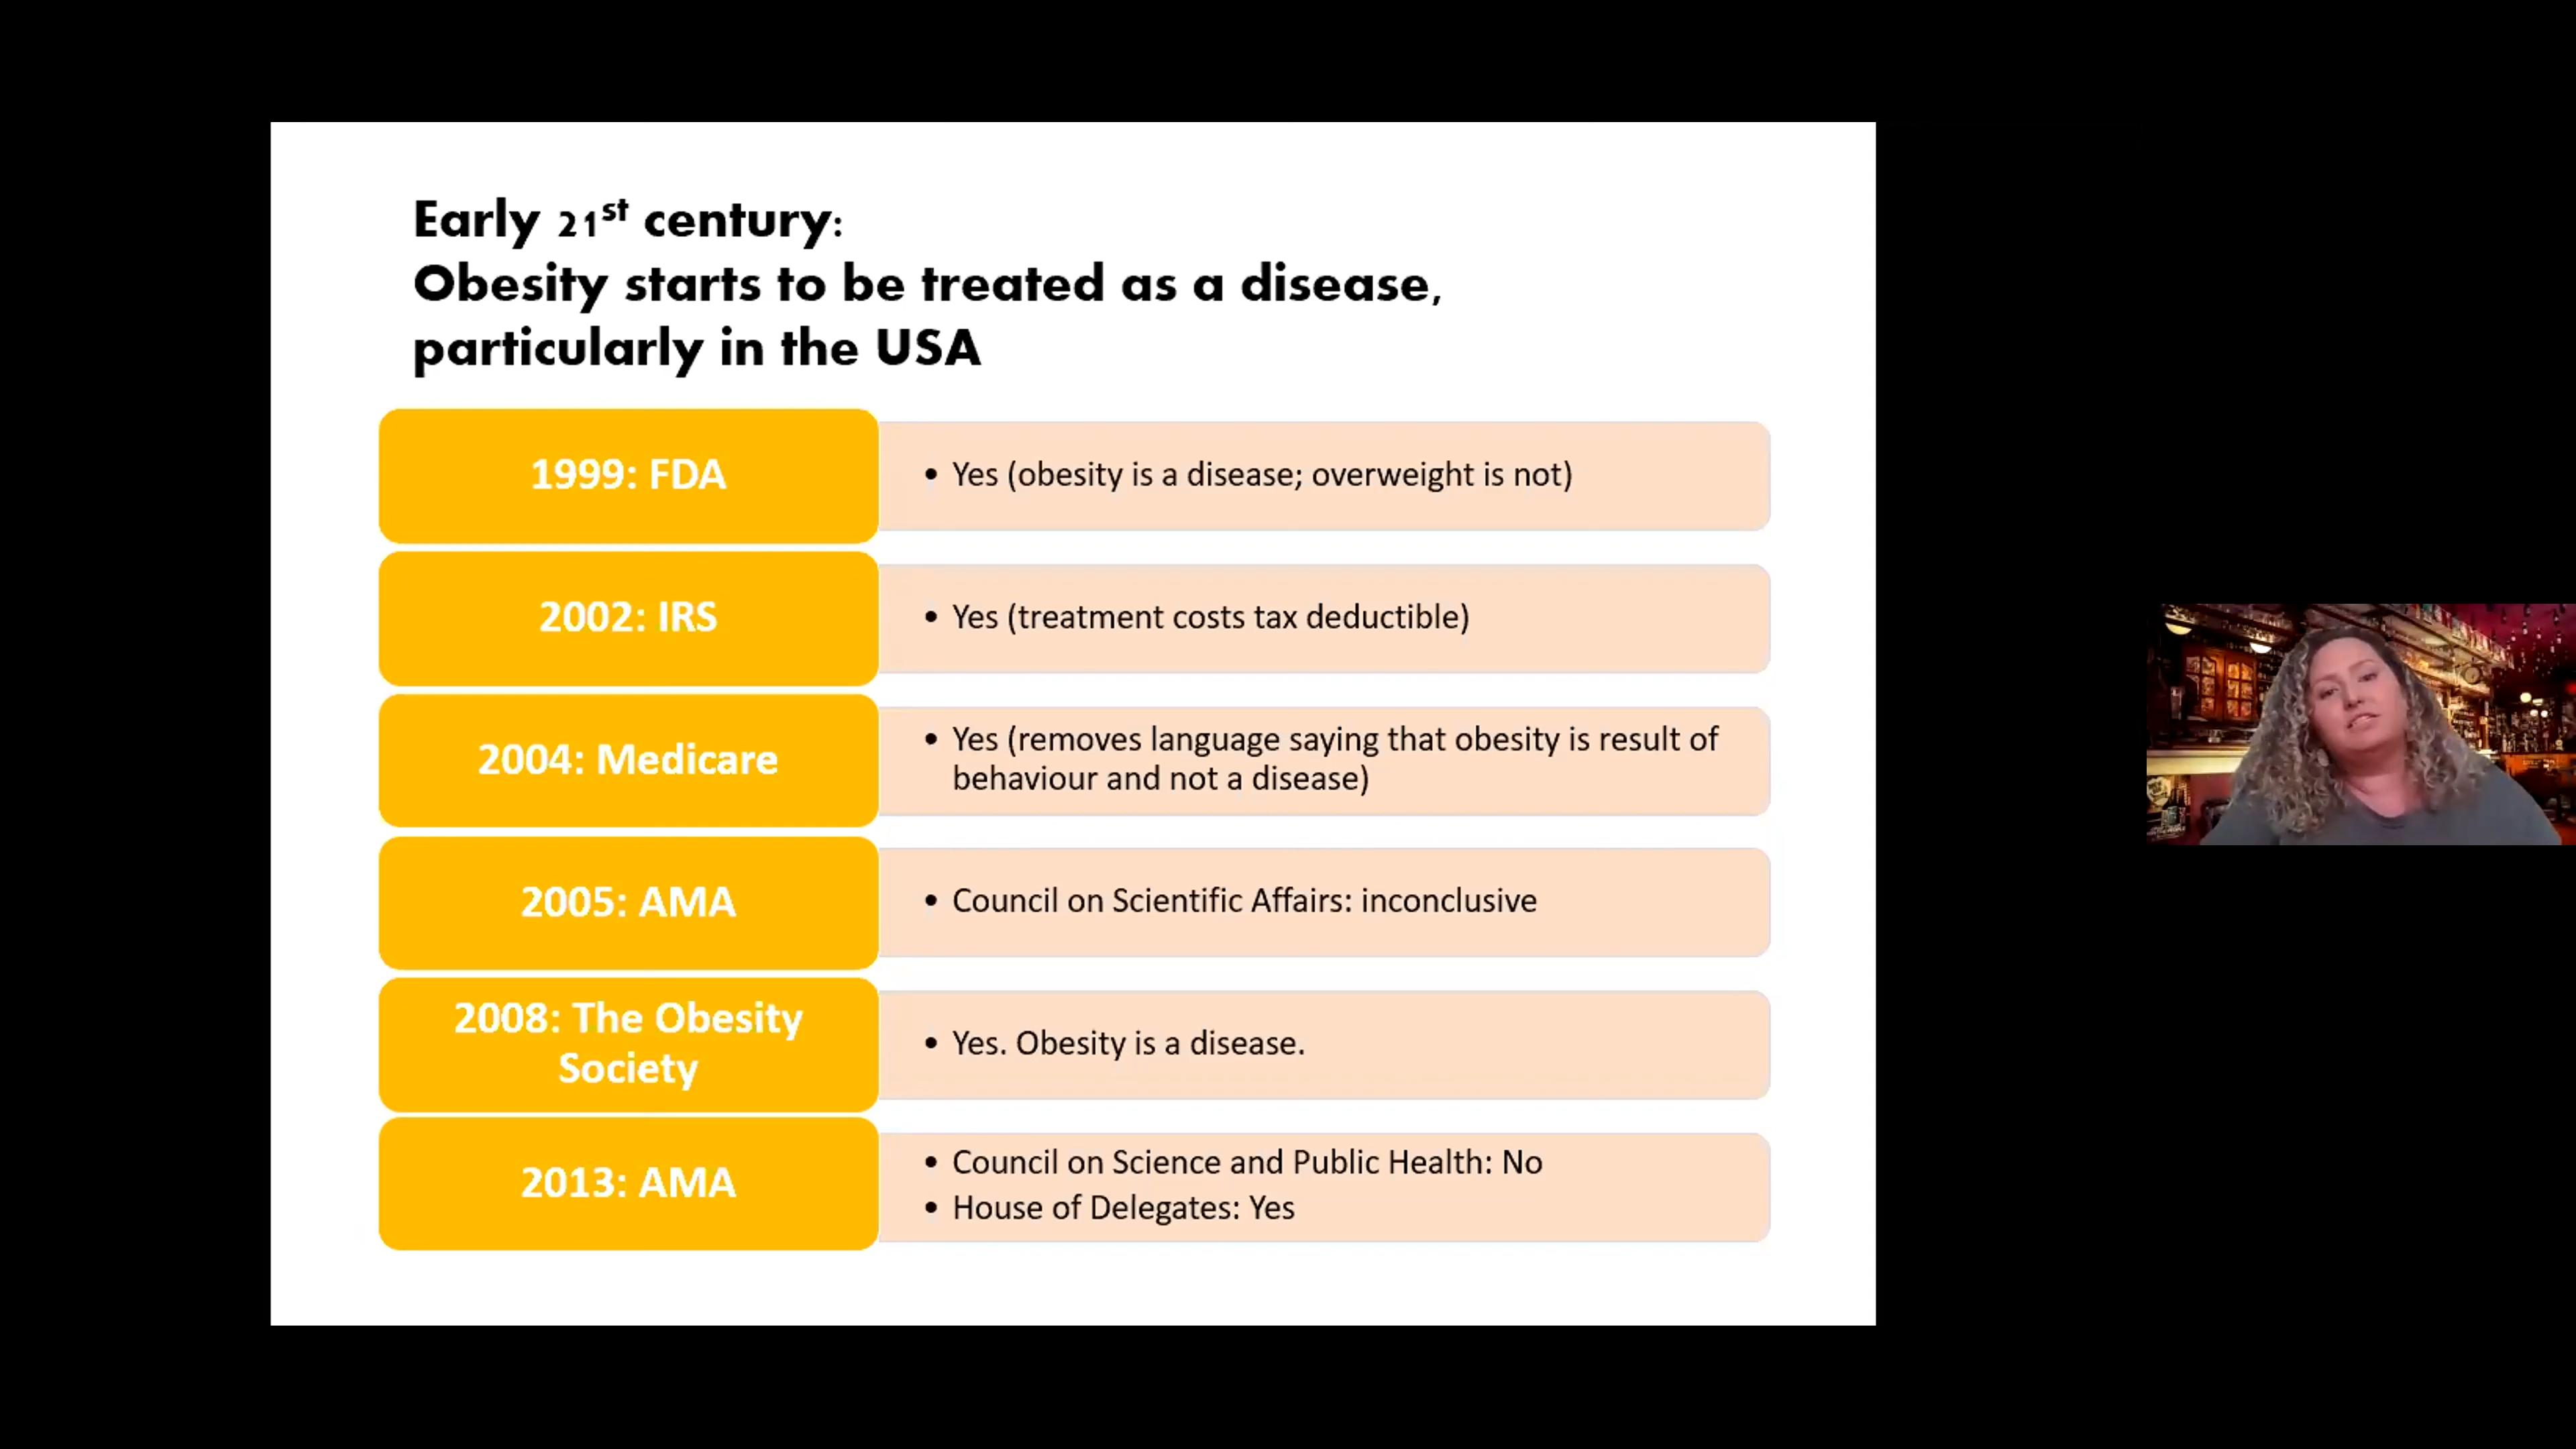 Early 21st century:
Obesity starts to be treated as a disease,
particularly in the USA
1999: FDA
• Yes (obesity is a disease; overweight is not)
2002: IRS
• Yes (treatment costs tax deductible)
2004: Medicare
• Yes (removes language saying that obesity is result of
behaviour and not a disease)
2005: AMA
• Council on Scientific Affairs: inconclusive
2008: The Obesity
Society
• Yes. Obesity is a disease.
2013: AMA
• Council on Science and Public Health: No
• House of Delegates: Yes